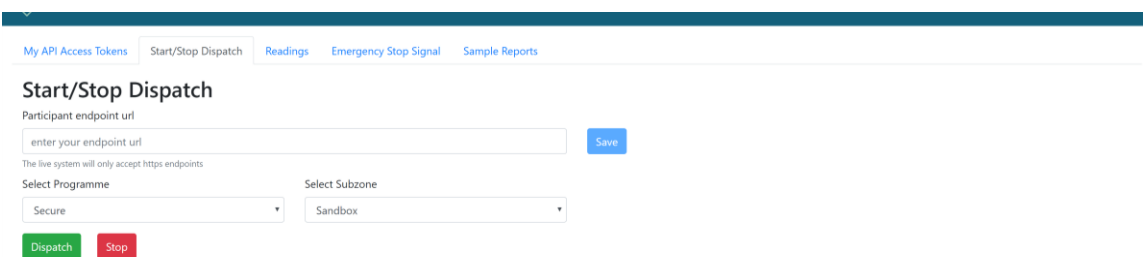 My API Access Tokens Start/Stop Dispatch Readings Emergency Stop Signal Sample Reports
Start/Stop Dispatch
Participant endpoint url
enter your endpoint url Save
The live system will only accept https endpoints
Select Programme Select Subzone
Secure Sandbox
Dispatch Stop